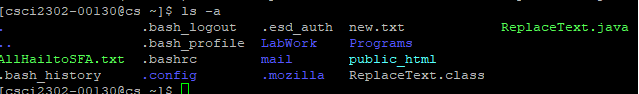 [csci2302-00130@cs ~]$ ls -a
. .bash_logout .esd_auth new.txt ReplaceText.java
.. .bash_profile LabWork Programs
AllHailtoSFA.txt .bashrc mail public_html
.bash_history .config .mozilla ReplaceText.class
[csci2302-00130@cs ~]$